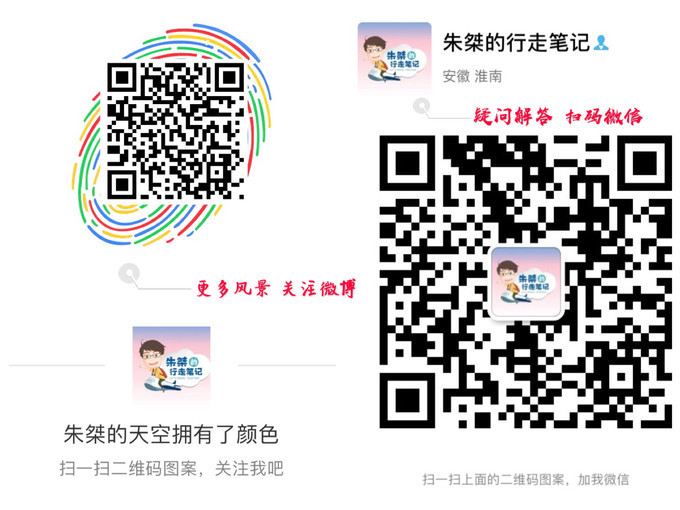 更多风景 关注微博
朱桀的
行走笔记
朱桀的天空拥有了颜色
扫一扫二维码图案，关注我吧
朱桀的
行走笔记
朱桀的行走笔记
安徽 淮南
疑问解答 扫码微信
朱桀的
行走笔记
扫一扫上面的二维码图案，加我微信